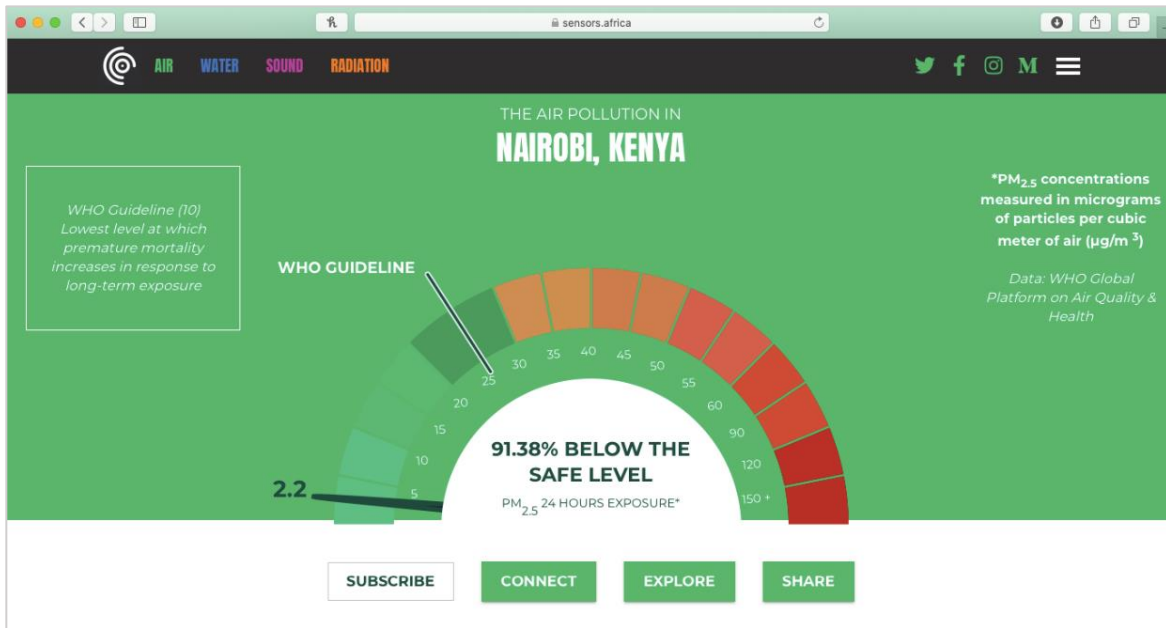 sensors.africa
AIR WATER SOUND RADIATION
THE AIR POLLUTION IN
NAIROBI, KENYA
WHO Guideline (10)
Lowest level at which
premature mortality
increases in response to
long-term exposure
*PM2.5 concentrations
measured in micrograms
of particles per cubic
meter of air (µg/m 3)
Data: WHO Global
Platform on Air Quality &
Health
WHO GUIDELINE
2.2
5
10
15
20
25
30
35
40
45
50
55
60
90
120
150 +
91.38% BELOW THE
SAFE LEVEL
PM2.5 24 HOURS EXPOSURE*
SUBSCRIBE CONNECT EXPLORE SHARE